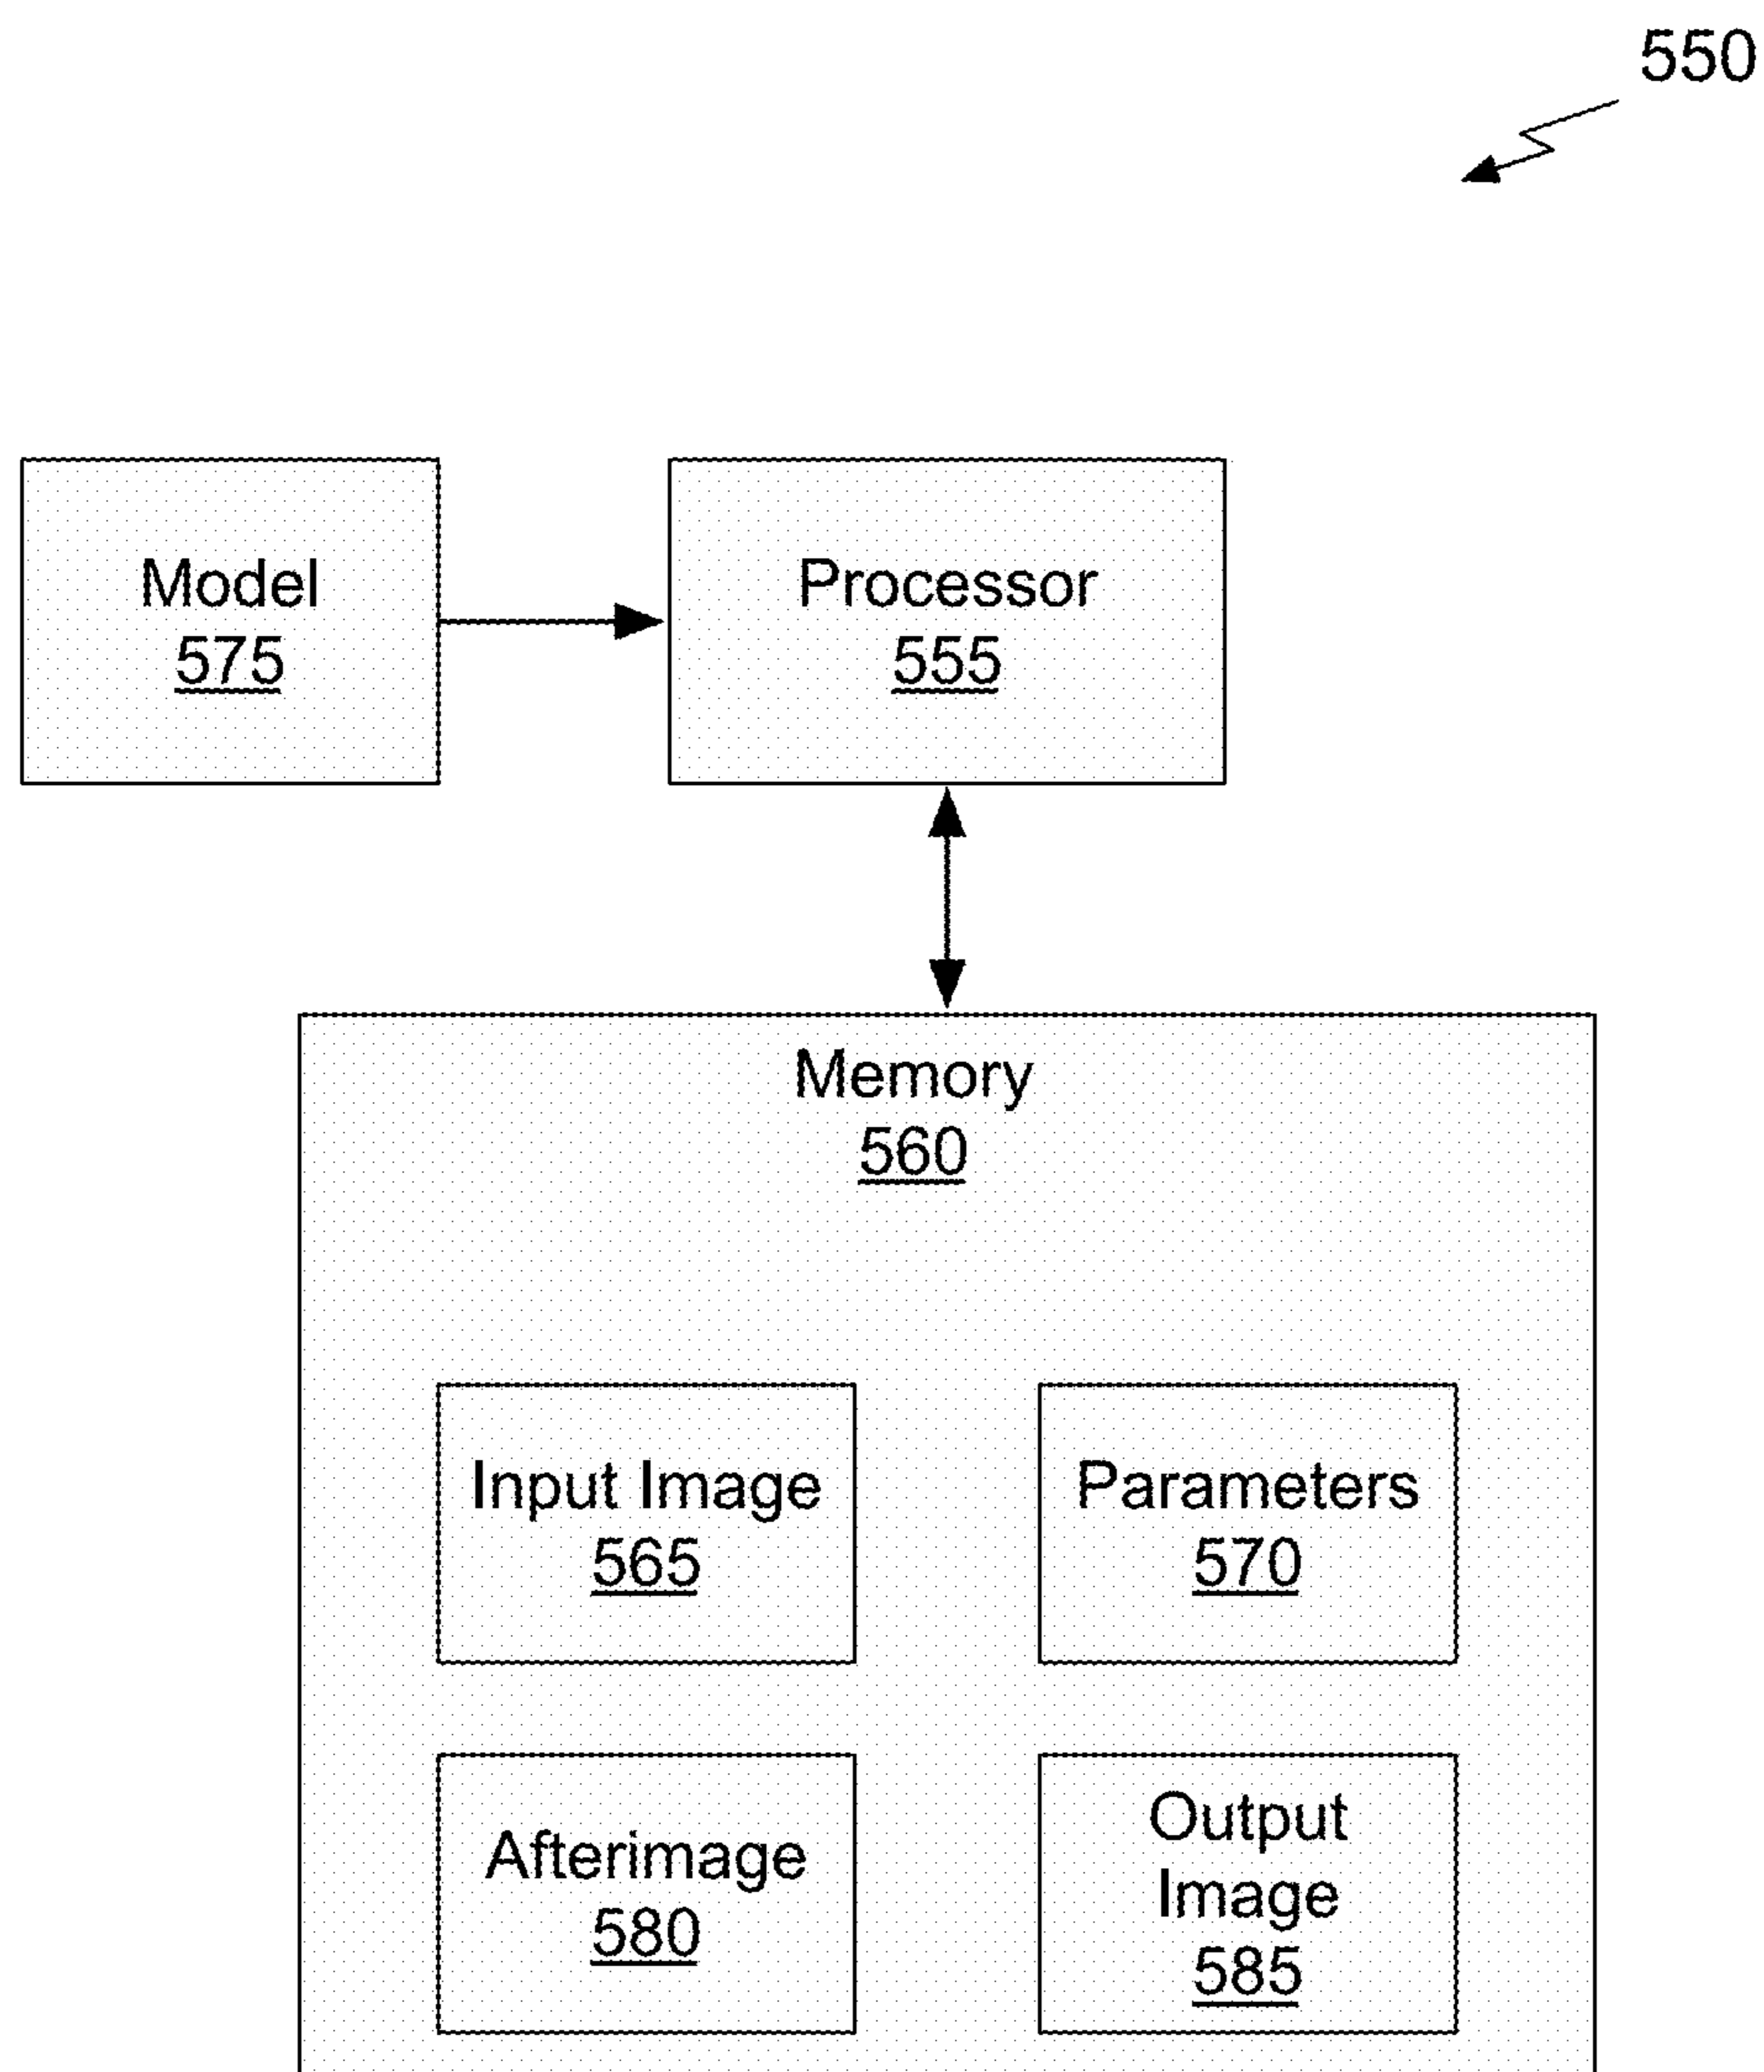 550
Model
575
Processor
555
Memory
560
Input Image
565
Parameters
570
Afterimage
580
Output
Image
585